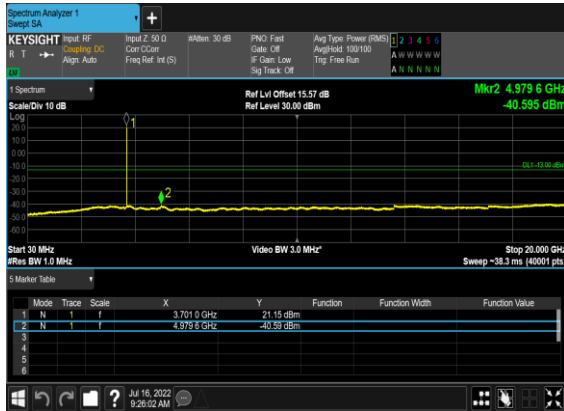 Spectrum Analyzer 1
Swept SA
+
KEYSIGHT Input: RF Input Z: 50 Ω #Atten: 30 dB PNO: Fast Avg Type: Power (RMS) 1 2 3 4 5 6
R T Coupling: DC Corr CCorr Gate: Off Avg|Hold: 100/100 A W W W W W
Align: Auto Freq Ref: Int (S) IF Gain: Low Trig: Free Run
Sig Track: Off A N N N N N
1 Spectrum Ref Lvl Offset 15.57 dB Mkr2 4.979 6 GHz
Scale/Div 10 dB Ref Level 30.00 dBm -40.595 dBm
Log
20.0
10.0
0.00
-10.0
-20.0
-30.0
-40.0
-50.0
-60.0
1
DL1 -13.00 dBm
2
Start 30 MHz Video BW 3.0 MHz* Stop 20.000 GHz
#Res BW 1.0 MHz Sweep ~38.3 ms (40001 pts)
5 Marker Table
Mode Trace Scale X Y Function Function Width Function Value
1 N 1 f 3.701 0 GHz 21.15 dBm
2 N 1 f 4.979 6 GHz -40.59 dBm
3
4
5
6
? Jul 16, 2022
9:26:02 AM